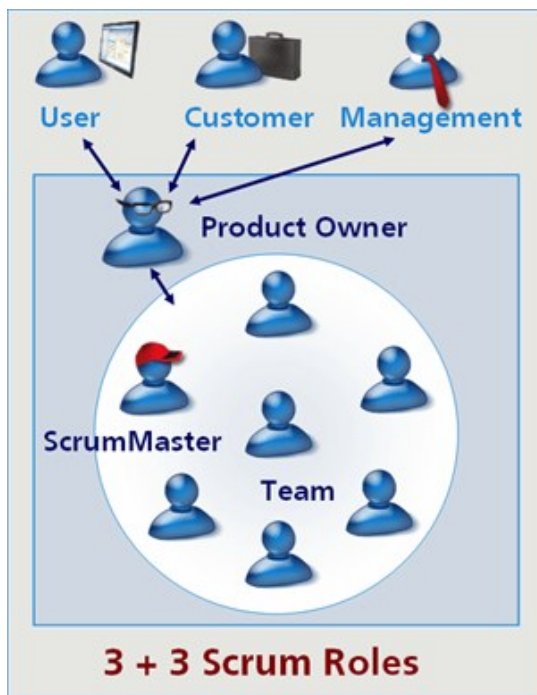 User
Customer
Management
Product Owner
ScrumMaster
Team
3 + 3 Scrum Roles